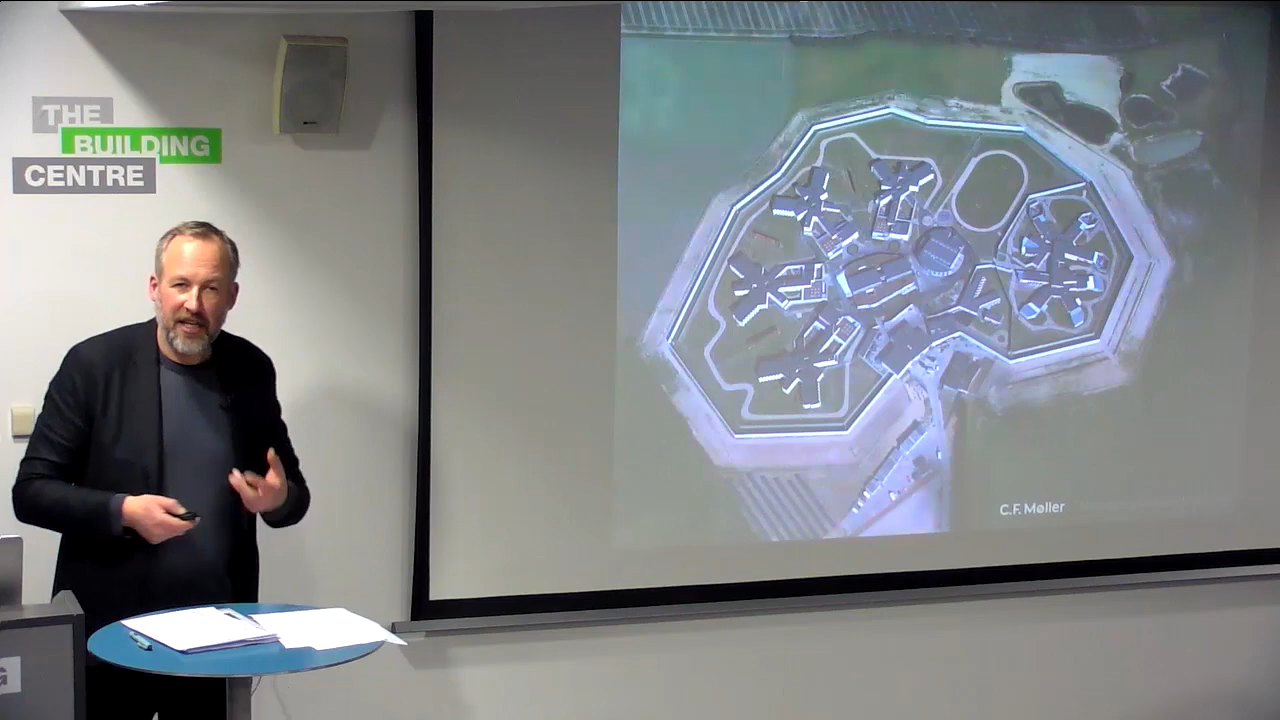 THE
BUILDING
CENTRE
C.F. Møller
G